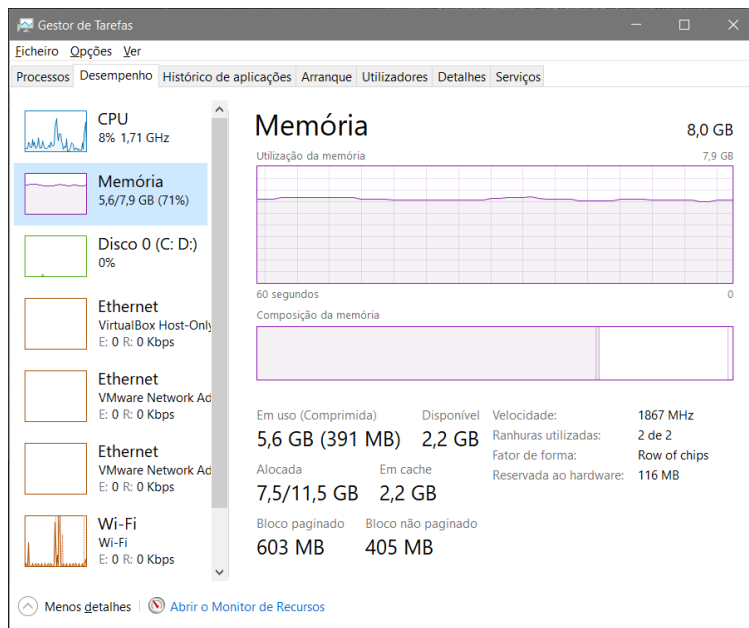 Gestor de Tarefas
Ficheiro Opções Ver
Processos Desempenho Histórico de aplicações Arranque Utilizadores Detalhes Serviços
CPU
8% 1,71 GHz
Memória
5,6/7,9 GB (71%)
Disco 0 (C: D:)
0%
Ethernet
VirtualBox Host-Only
E: 0 R: 0 Kbps
Ethernet
VMware Network Ad
E: 0 R: 0 Kbps
Ethernet
VMware Network Ad
E: 0 R: 0 Kbps
Wi-Fi
Wi-Fi
E: 0 R: 0 Kbps
Memória 8,0 GB
Utilização da memória 7,9 GB
60 segundos 0
Composição da memória
Em uso (Comprimida) Disponível
5,6 GB (391 MB) 2,2 GB
Alocada Em cache
7,5/11,5 GB 2,2 GB
Bloco paginado Bloco não paginado
603 MB 405 MB
Velocidade: 1867 MHz
Ranhuras utilizadas: 2 de 2
Fator de forma: Row of chips
Reservada ao hardware: 116 MB
Menos detalhes Abrir o Monitor de Recursos